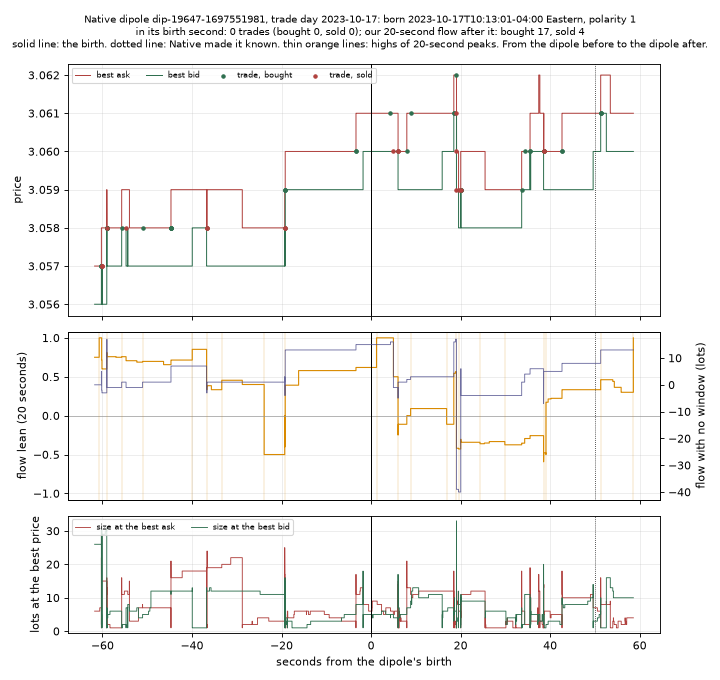 Native dipole dip-19647-1697551981, trade day 2023-10-17: born 2023-10-17T10:13:01-04:00 Eastern, polarity 1
in its birth second: 0 trades (bought 0, sold 0); our 20-second flow after it: bought 17, sold 4
solid line: the birth. dotted line: Native made it known. thin orange lines: highs of 20-second peaks. From the dipole before to the dipole after.
best ask
best bid
trade, bought
trade, sold
3.062
3.061
3.060
3.059
3.058
3.057
3.056
price
1.0
0.5
0.0
−0.5
−1.0
flow lean (20 seconds)
10
0
−10
−20
−30
−40
flow with no window (lots)
size at the best ask
size at the best bid
30
20
10
0
lots at the best price
−60
−40
−20
0
20
40
60
seconds from the dipole's birth